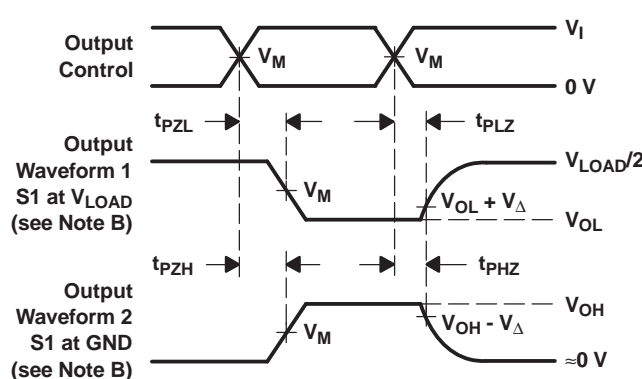 Output
Control
V_M
V_M
V_I
0 V
t_PZL
t_PLZ
Output
Waveform 1
S1 at V_LOAD
(see Note B)
V_M
V_LOAD/2
V_OL + V_Δ
V_OL
t_PZH
t_PHZ
Output
Waveform 2
S1 at GND
(see Note B)
V_M
V_OH
V_OH - V_Δ
≈0 V